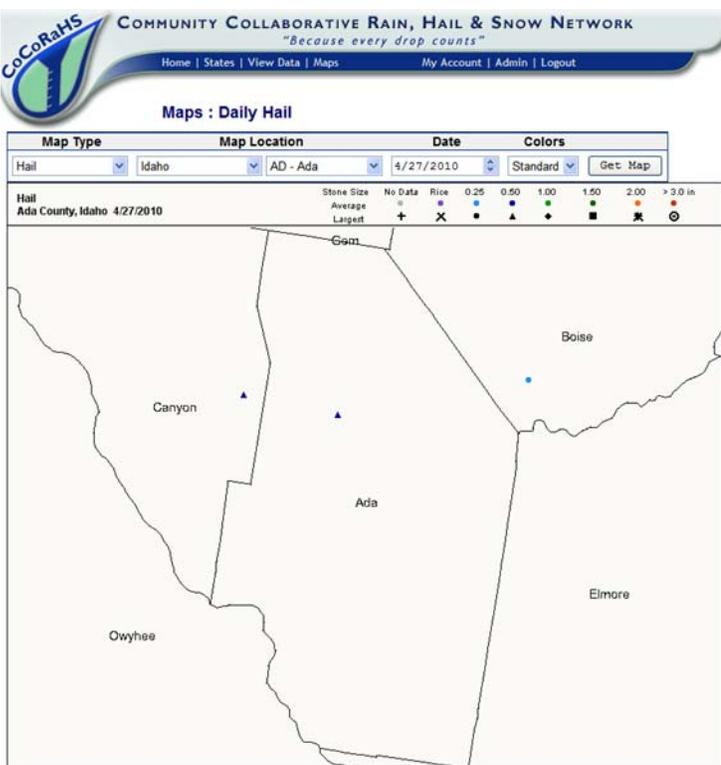 CoCoRaHS
COMMUNITY COLLABORATIVE RAIN, HAIL & SNOW NETWORK
"Because every drop counts"
Home | States | View Data | Maps My Account | Admin | Logout
Maps : Daily Hail
Map Type Map Location Date Colors
Hail Idaho AD - Ada 4/27/2010 Standard Get Map
Hail
Ada County, Idaho 4/27/2010
Stone Size No Data Rice 0.25 0.50 1.00 1.50 2.00 > 3.0 in
Average
Largest
Gem
Boise
Canyon
Ada
Elmore
Owyhee